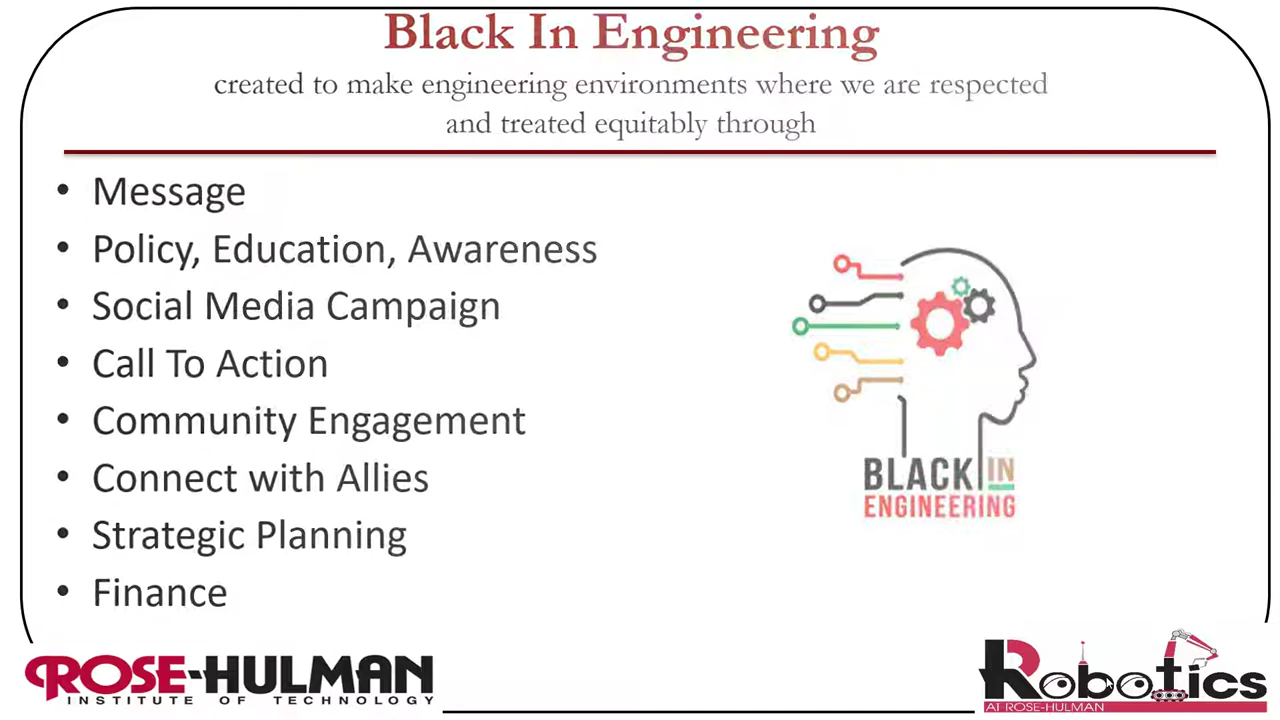 Black In Engineering
created to make engineering environments where we are respected
and treated equitably through
• Message
• Policy, Education, Awareness
• Social Media Campaign
• Call To Action
• Community Engagement
• Connect with Allies
• Strategic Planning
• Finance
BLACK IN
ENGINEERING
ROSE-HULMAN
INSTITUTE OF TECHNOLOGY
Robotics
AT ROSE-HULMAN